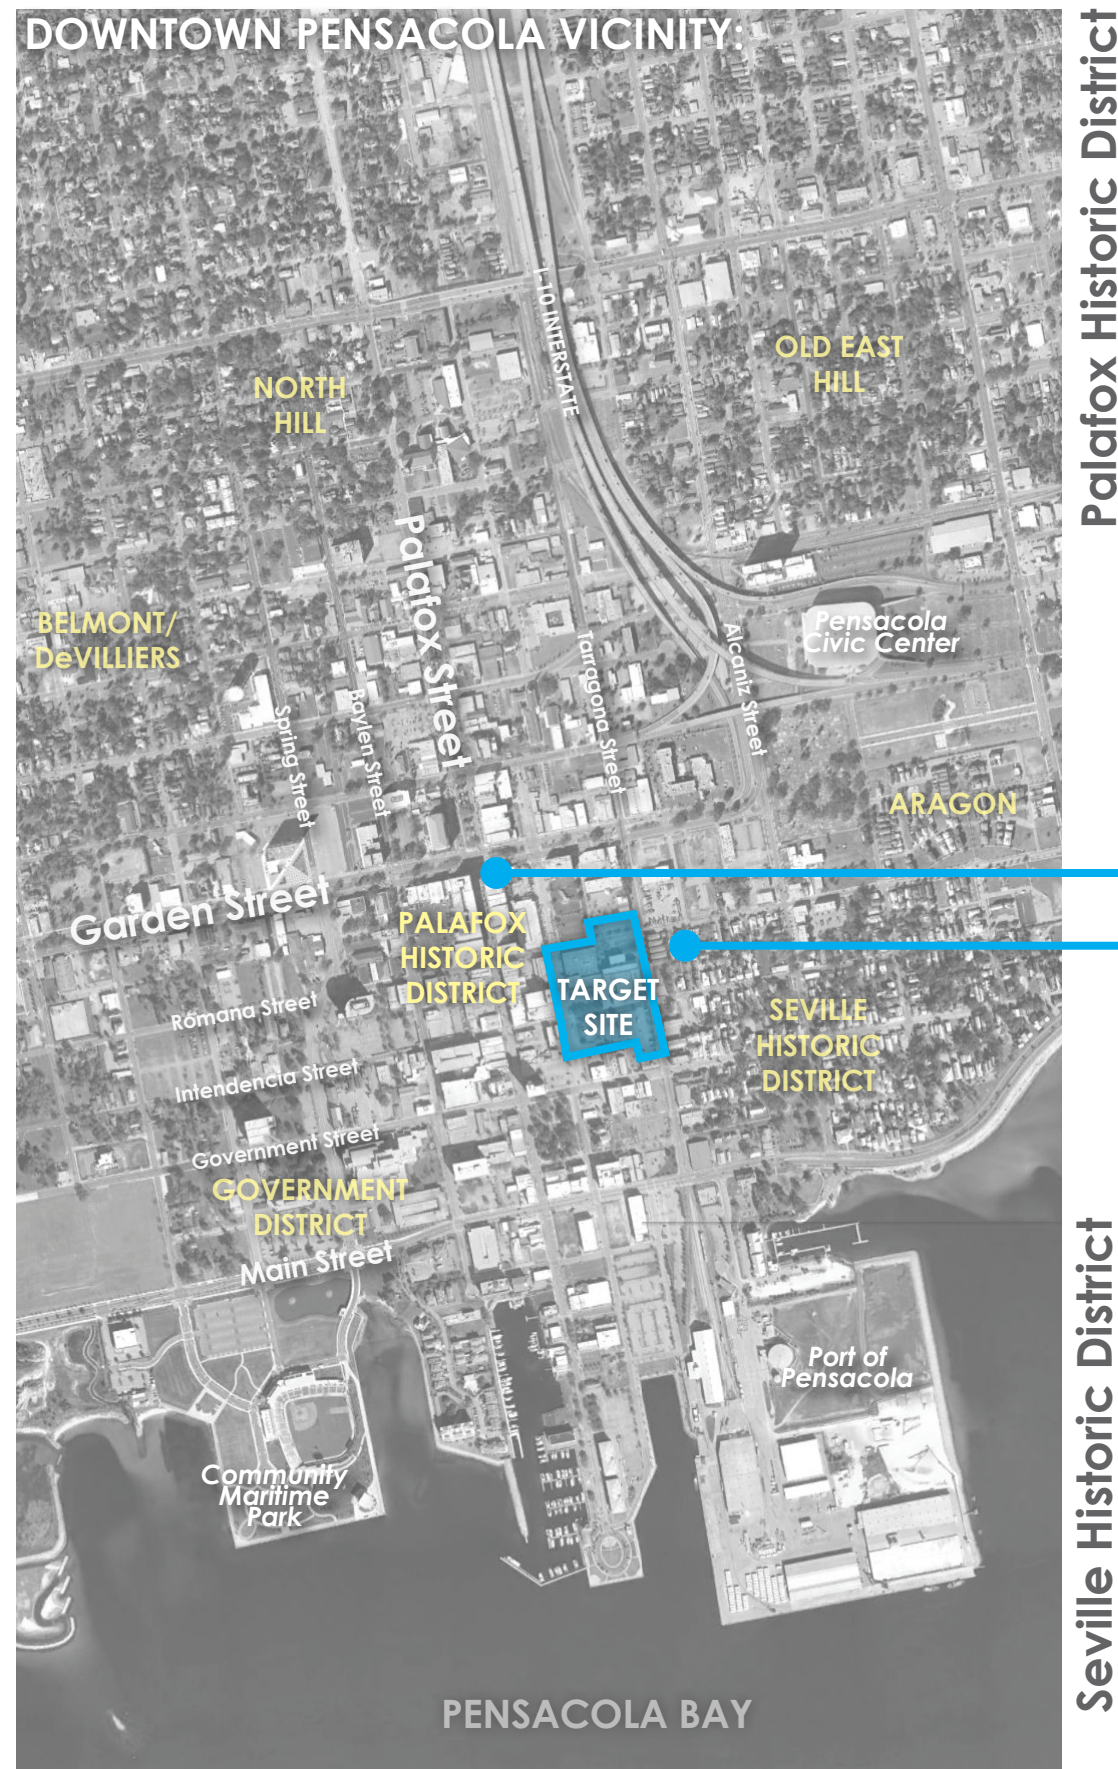 DOWNTOWN PENSACOLA VICINITY:
Palafox Historic District
I-10 INTERSTATE
OLD EAST
HILL
NORTH
HILL
Palafox Street
BELMONT/
DeVILLIERS
Pensacola
Civic Center
Tarragona Street
Alcaniz Street
Spring Street
Baylen Street
ARAGON
Garden Street
PALAFOX
HISTORIC
DISTRICT
TARGET
SITE
Romana Street
SEVILLE
HISTORIC
DISTRICT
Intendencia Street
Government Street
GOVERNMENT
DISTRICT
Main Street
Seville Historic District
Port of
Pensacola
Community
Maritime
Park
PENSACOLA BAY